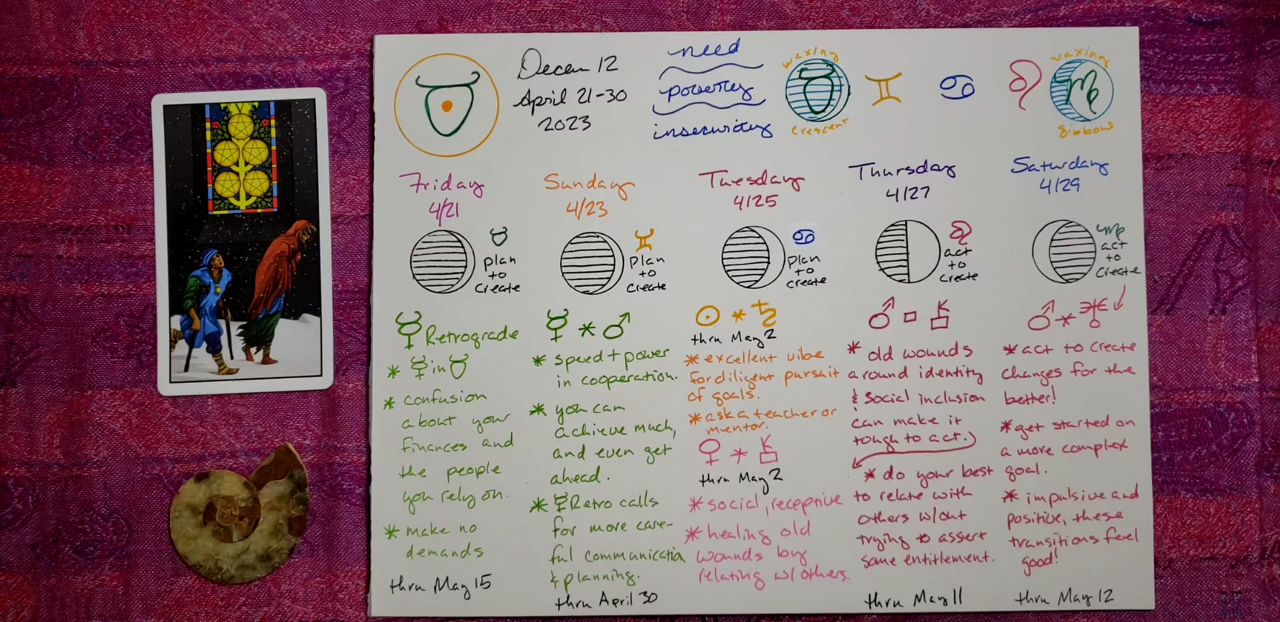 Decan 12
April 21-30
2023
need
poverty
insecurity
waxing
crescent
waxing
Gibbous
Friday
4/21
♉
plan
to
create
☿ Retrograde
* ☿ in ♉
* confusion
about your
finances and
the people
you rely on.
* make no
demands
thru May 15
Sunday
4/23
♊
plan
to
create
☿ * ♂
* speed + power
in cooperation.
* you can
achieve much,
and even get
ahead.
* ☿ Retro calls
for more care-
ful communicatin
& planning.
thru April 30
Tuesday
4/25
♋
plan
to
create
☉ * ♄
thru May 2
* excellent vibe
for diligent pursuit
of goals.
* ask a teacher or
mentor.
♀ * ⚷
thru May 2
* social, receptive
* healing old
wounds by
relating w/ others.
Thursday
4/27
♌
act
to
create
♂ □ ⚷
* old wounds
around identity
& social inclusion
can make it
tough to act.
* do your best
to relate with
others w/out
trying to assert
some entitlement.
thru May 11
Saturday
4/29
♍
act
to
create
♂ * ♅
* act to create
changes for the
better!
* get started on
a more complex
goal.
* impulsive and
positive, these
transitions feel
good!
thru May 12